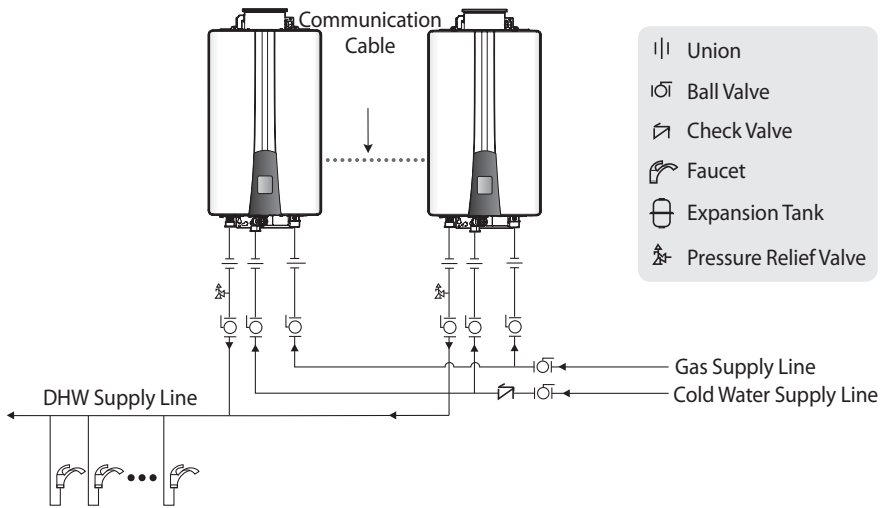 Communication
Cable
Union
Ball Valve
Check Valve
Faucet
Expansion Tank
Pressure Relief Valve
Gas Supply Line
Cold Water Supply Line
DHW Supply Line